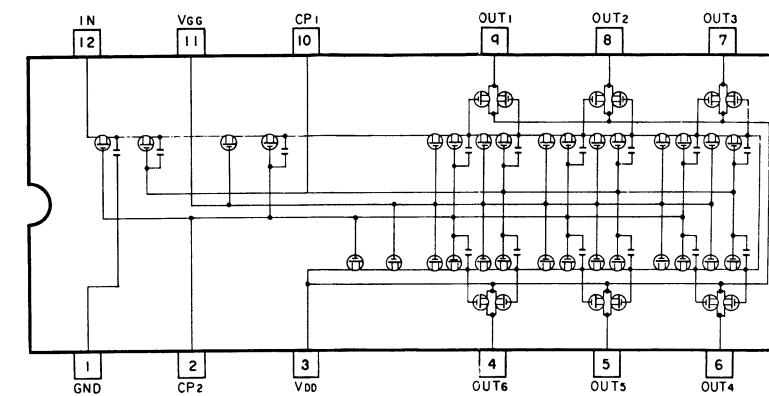 IN VGG CP1 OUT1 OUT2 OUT3
12 11 10 9 8 7
1 2 3 4 5 6
GND CP2 VDD OUT6 OUT5 OUT4